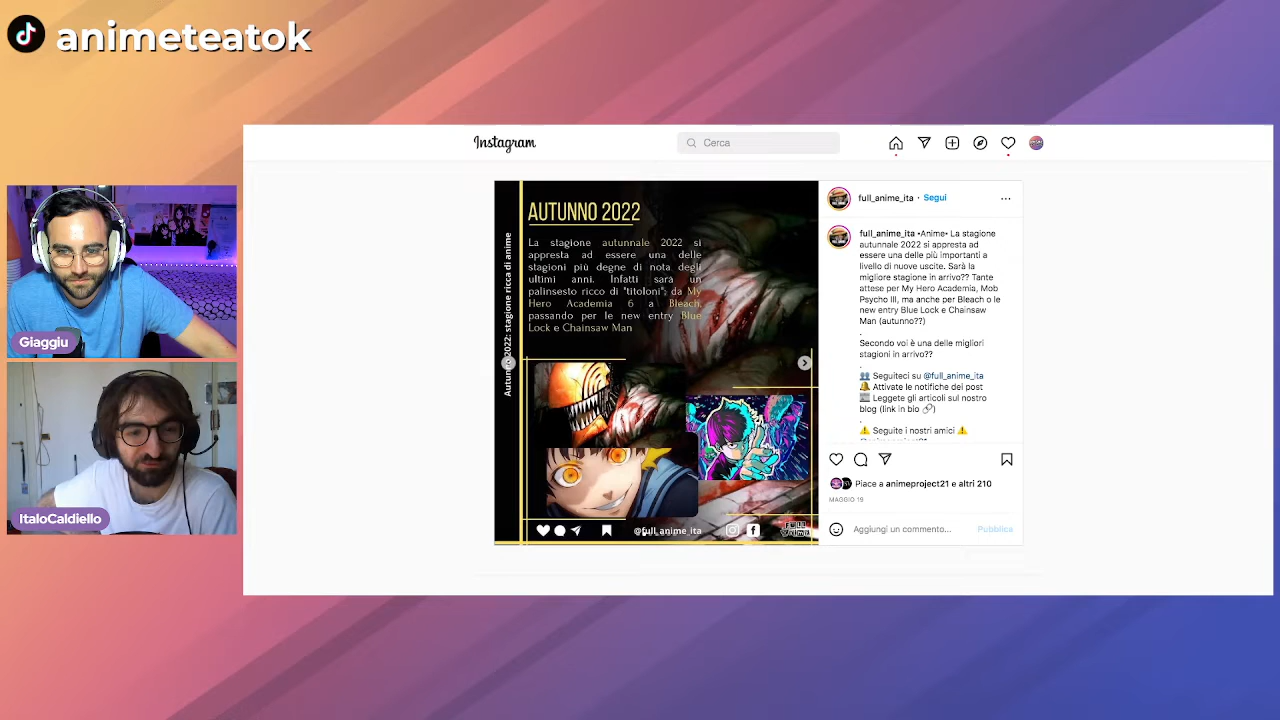 animeteatok
Instagram
Cerca
Giaggiu
ItaloCaldiello
Autunno 2022: stagione ricca di anime
AUTUNNO 2022
La stagione autunnale 2022 si
appresta ad essere una delle
stagioni più degne di nota degli
ultimi anni. Infatti sarà un
palinsesto ricco di "titoloni"; da My
Hero Academia 6 a Bleach,
passando per le new entry Blue
Lock e Chainsaw Man
@full_anime_ita
full_anime_ita • Segui
full_anime_ita •Anime• La stagione
autunnale 2022 si appresta ad
essere una delle più importanti a
livello di nuove uscite. Sarà la
migliore stagione in arrivo?? Tante
attese per My Hero Academia, Mob
Psycho III, ma anche per Bleach o le
new entry Blue Lock e Chainsaw
Man (autunno??)
.
Secondo voi è una delle migliori
stagioni in arrivo??
.
👥 Seguiteci su @full_anime_ita
🔔 Attivate le notifiche dei post
📰 Leggete gli articoli sul nostro
blog (link in bio 🔗)
.
⚠️ Seguite i nostri amici ⚠️
Piace a animeproject21 e altri 210
MAGGIO 19
Aggiungi un commento...
Pubblica